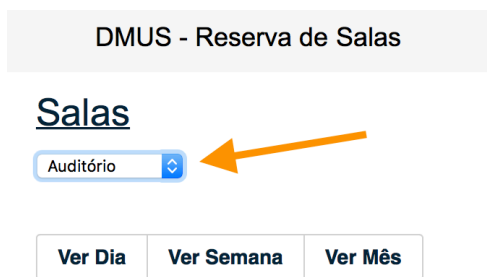 DMUS - Reserva de Salas
Salas
Auditório
Ver Dia Ver Semana Ver Mês